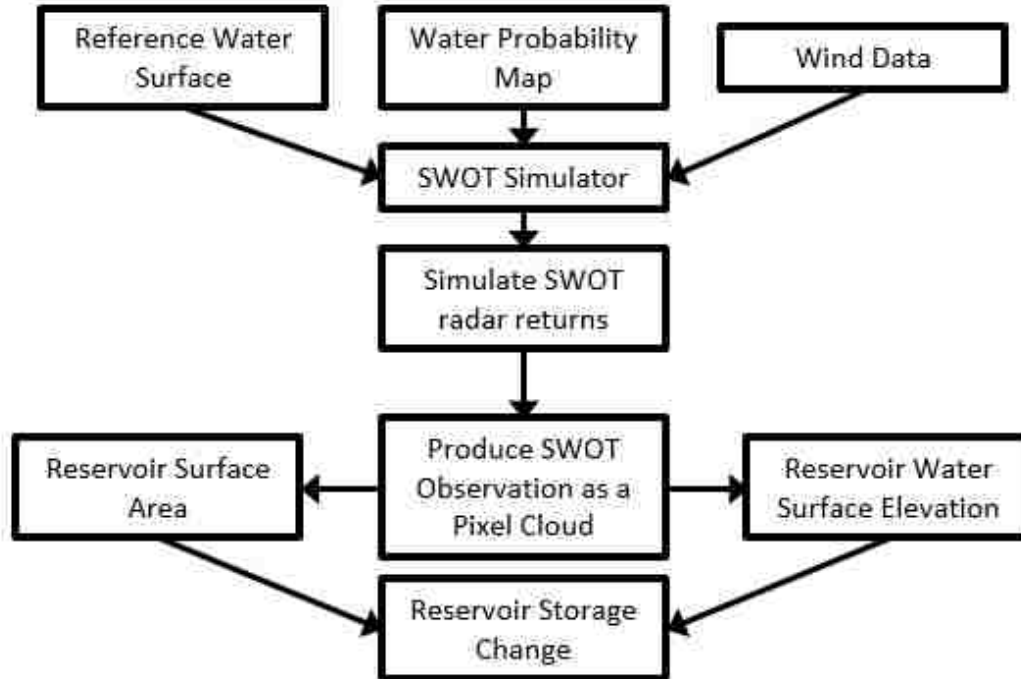 Reference Water
Surface
Water Probability
Map
Wind Data
SWOT Simulator
Simulate SWOT
radar returns
Produce SWOT
Observation as a
Pixel Cloud
Reservoir Surface
Area
Reservoir Water
Surface Elevation
Reservoir Storage
Change